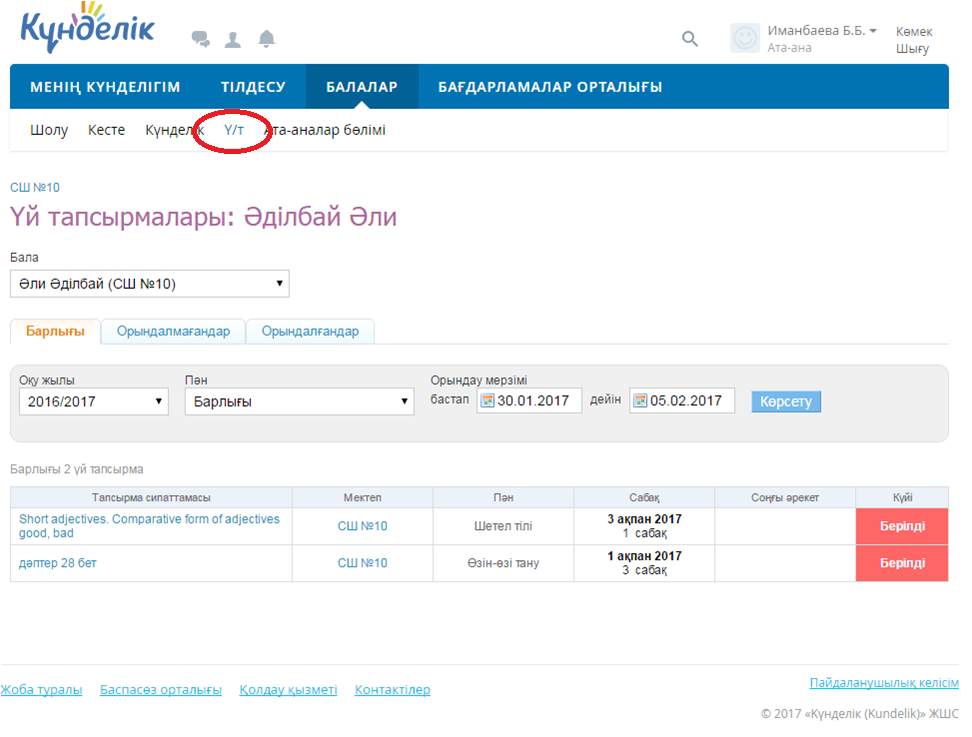 Күнделік
Иманбаева Б.Б.
Ата-ана
Көмек
Шығу
МЕНІҢ КҮНДЕЛІГІМ ТІЛДЕСУ БАЛАЛАР БАҒДАРЛАМАЛАР ОРТАЛЫҒЫ
Шолу Кесте Күнделік Ү/т Ата-аналар бөлімі
СШ №10
Үй тапсырмалары: Әділбай Әли
Бала
Әли Әділбай (СШ №10)
Барлығы Орындалмағандар Орындалғандар
Оқу жылы Пән Орындау мерзімі
2016/2017 Барлығы бастап 30.01.2017 дейін 05.02.2017 Көрсету
Барлығы 2 үй тапсырма
Тапсырма сипаттамасы Мектеп Пән Сабақ Соңғы әрекет Күйі
Short adjectives. Comparative form of adjectives
good, bad
СШ №10 Шетел тілі
3 ақпан 2017
1 сабақ
Берілді
дәптер 28 бет СШ №10 Өзін-өзі тану
1 ақпан 2017
3 сабақ
Берілді
Жоба туралы Баспасөз орталығы Қолдау қызметі Контактілер
Пайдаланушылық келісім
© 2017 «Күнделік (Kundelik)» ЖШС